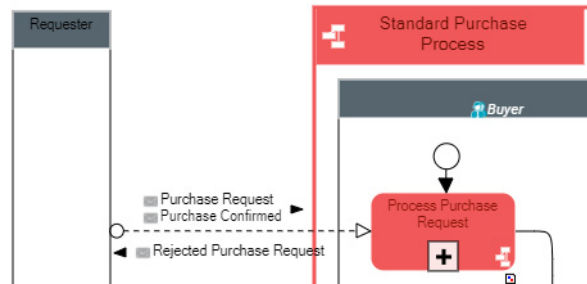 Requester
Standard Purchase
Process
Buyer
Purchase Request
Purchase Confirmed
Rejected Purchase Request
Process Purchase
Request